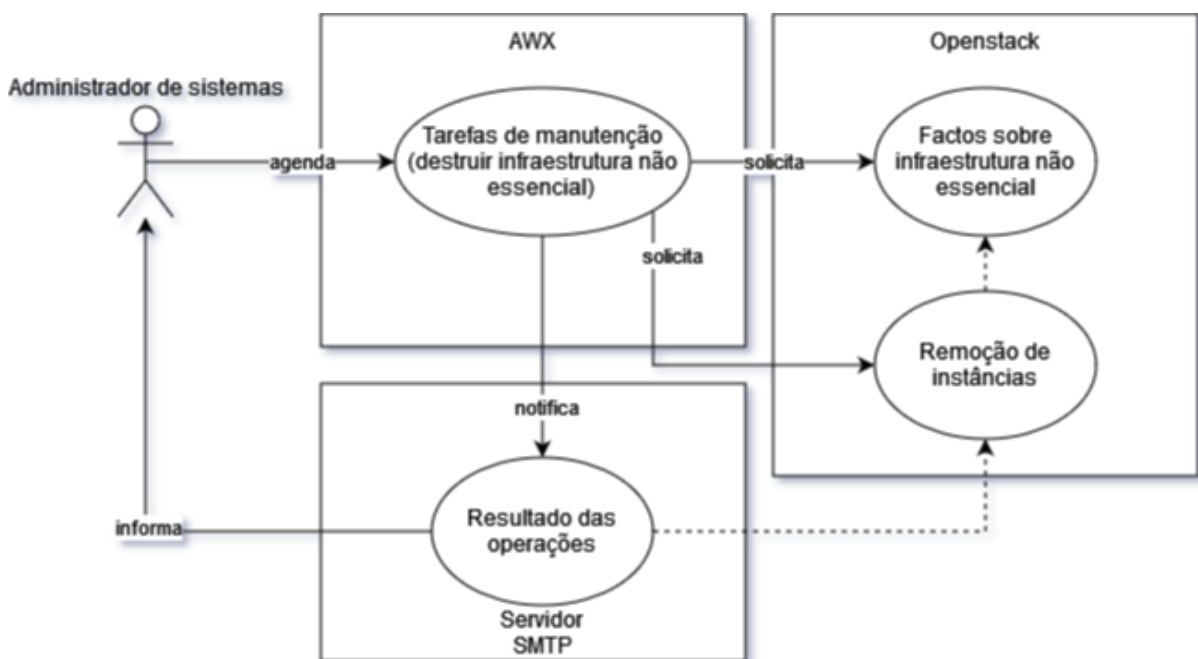 AWX
Openstack
Administrador de sistemas
Tarefas de manutenção
(destruir infraestrutura não
essencial)
agenda
solicita
Factos sobre
infraestrutura não
essencial
solicita
Remoção de
instâncias
notifica
informa
Resultado das
operações
Servidor
SMTP